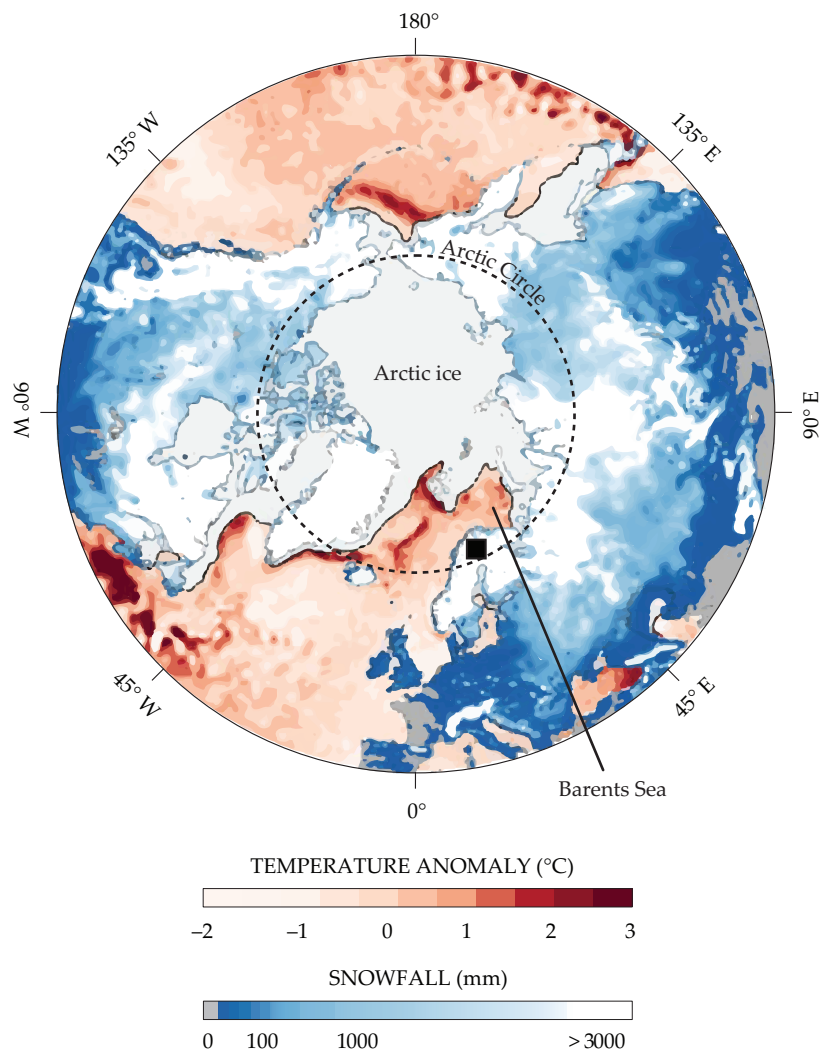 180°
135° W
135° E
Arctic Circle
Arctic ice
90° W
90° E
45° W
45° E
Barents Sea
0°
TEMPERATURE ANOMALY (°C)
–2 –1 0 1 2 3
SNOWFALL (mm)
0 100 1000 >3000